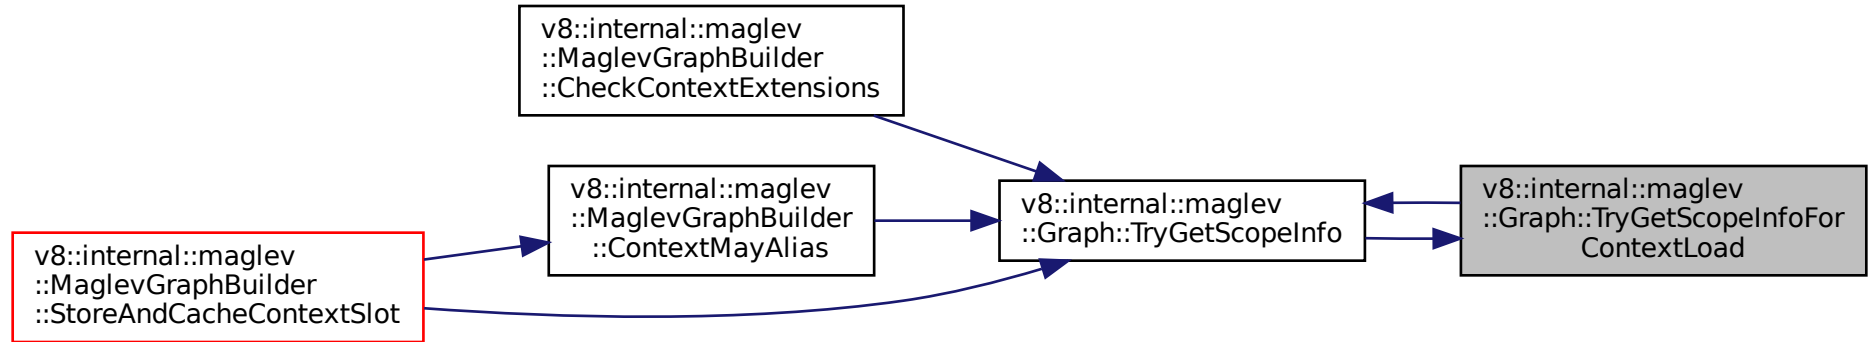 v8::internal::maglev
::MaglevGraphBuilder
::CheckContextExtensions
v8::internal::maglev
::MaglevGraphBuilder
::ContextMayAlias
v8::internal::maglev
::MaglevGraphBuilder
::StoreAndCacheContextSlot
v8::internal::maglev
::Graph::TryGetScopeInfo
v8::internal::maglev
::Graph::TryGetScopeInfoFor
ContextLoad